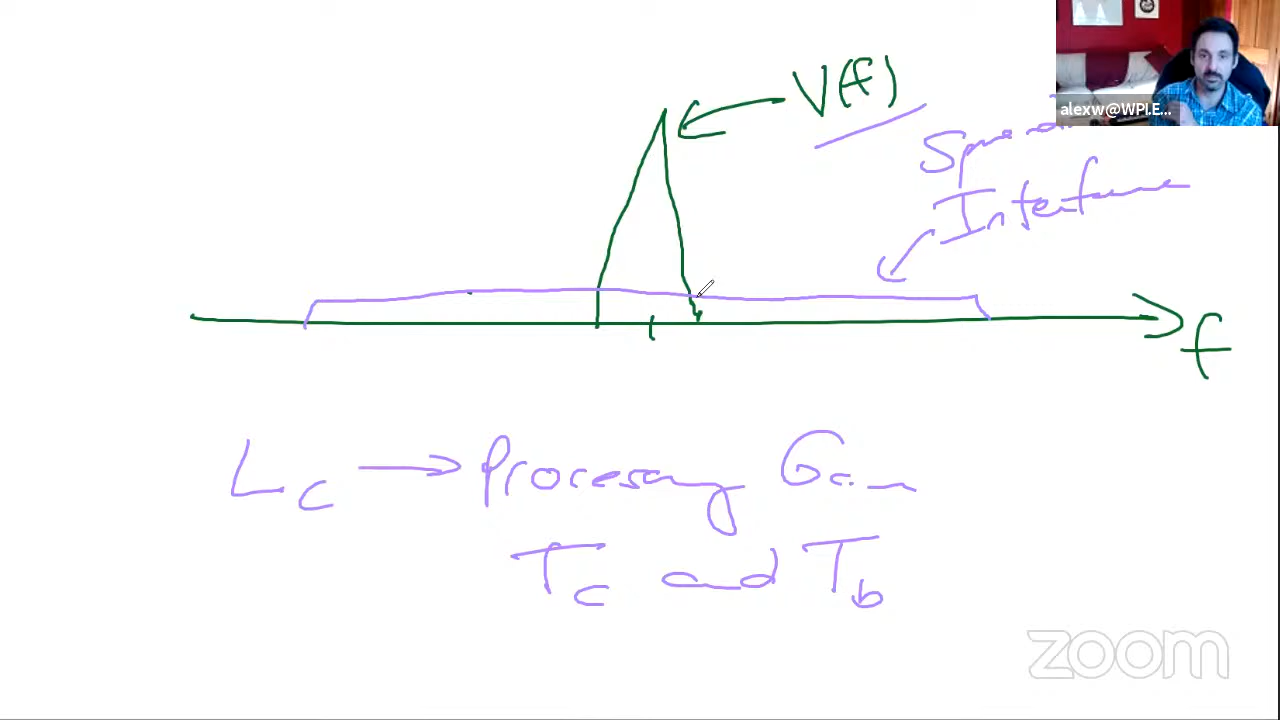 V(f)
alexw@WPI.E...
Interference
f
Lc → Processing Gain
Tc and Tb
zoom